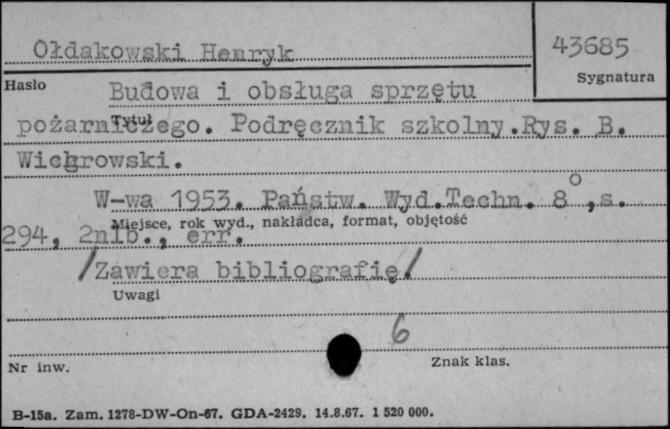 Ołdakowski Henryk
43685
Hasło
Sygnatura
Budowa i obsługa sprzętu
Tytuł
pożarniczego. Podręcznik szkolny.Rys. B.
Wichrowski.
W-wa 1953. Państw. Wyd.Techn. 8°,s.
Miejsce, rok wyd., nakładca, format, objętość
294, 2nlb., err.
/Zawiera bibliografię/
Uwagi
6
Nr inw.
Znak klas.
B-15a. Zam. 1278-DW-On-67. GDA-2429. 14.8.67. 1 520 000.